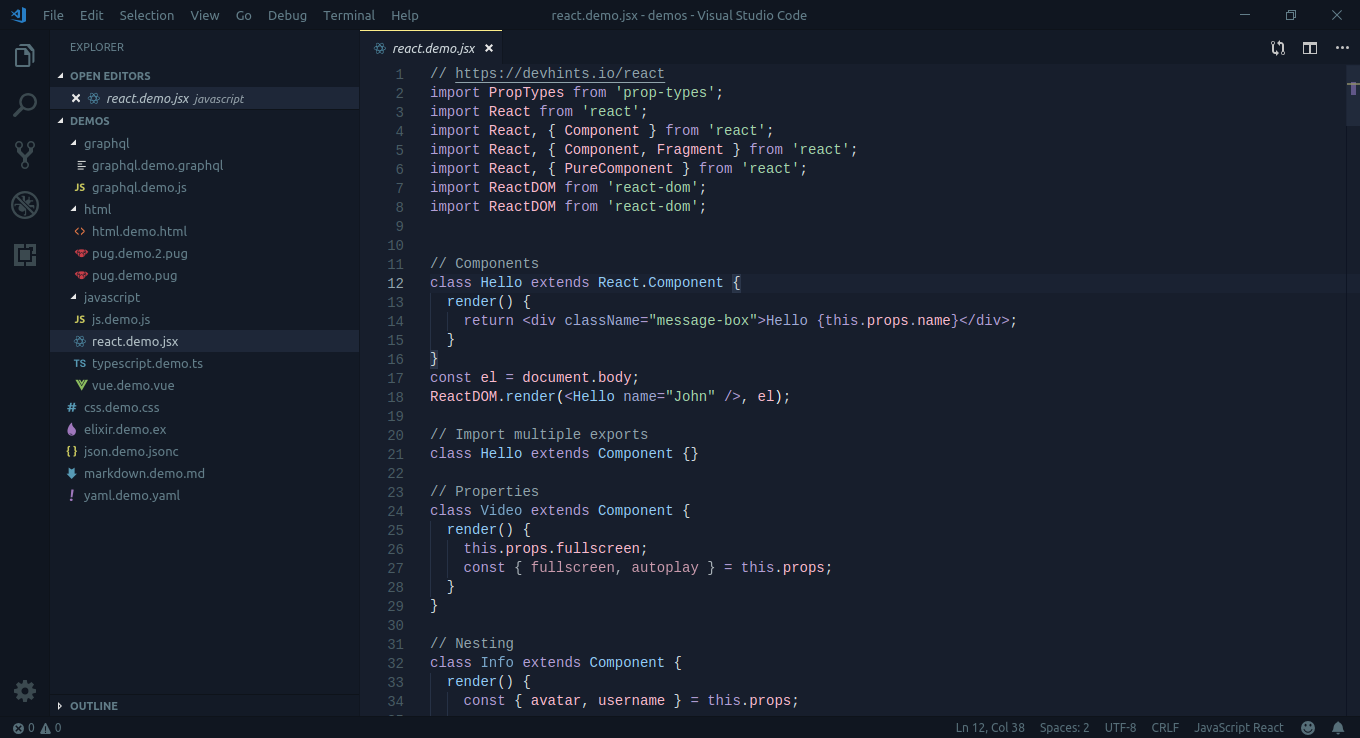 File Edit Selection View Go Debug Terminal Help
react.demo.jsx - demos - Visual Studio Code
EXPLORER
OPEN EDITORS
react.demo.jsx javascript
DEMOS
graphql
graphql.demo.graphql
JS graphql.demo.js
html
<> html.demo.html
pug.demo.2.pug
pug.demo.pug
javascript
JS js.demo.js
react.demo.jsx
TS typescript.demo.ts
vue.demo.vue
# css.demo.css
elixir.demo.ex
{ } json.demo.jsonc
markdown.demo.md
! yaml.demo.yaml
OUTLINE
react.demo.jsx
1 // https://devhints.io/react
2 import PropTypes from 'prop-types';
3 import React from 'react';
4 import React, { Component } from 'react';
5 import React, { Component, Fragment } from 'react';
6 import React, { PureComponent } from 'react';
7 import ReactDOM from 'react-dom';
8 import ReactDOM from 'react-dom';
9
10
11 // Components
12 class Hello extends React.Component {
13   render() {
14     return <div className="message-box">Hello {this.props.name}</div>;
15   }
16 }
17 const el = document.body;
18 ReactDOM.render(<Hello name="John" />, el);
19
20 // Import multiple exports
21 class Hello extends Component {}
22
23 // Properties
24 class Video extends Component {
25   render() {
26     this.props.fullscreen;
27     const { fullscreen, autoplay } = this.props;
28   }
29 }
30
31 // Nesting
32 class Info extends Component {
33   render() {
34     const { avatar, username } = this.props;
0 0
Ln 12, Col 38 Spaces: 2 UTF-8 CRLF JavaScript React